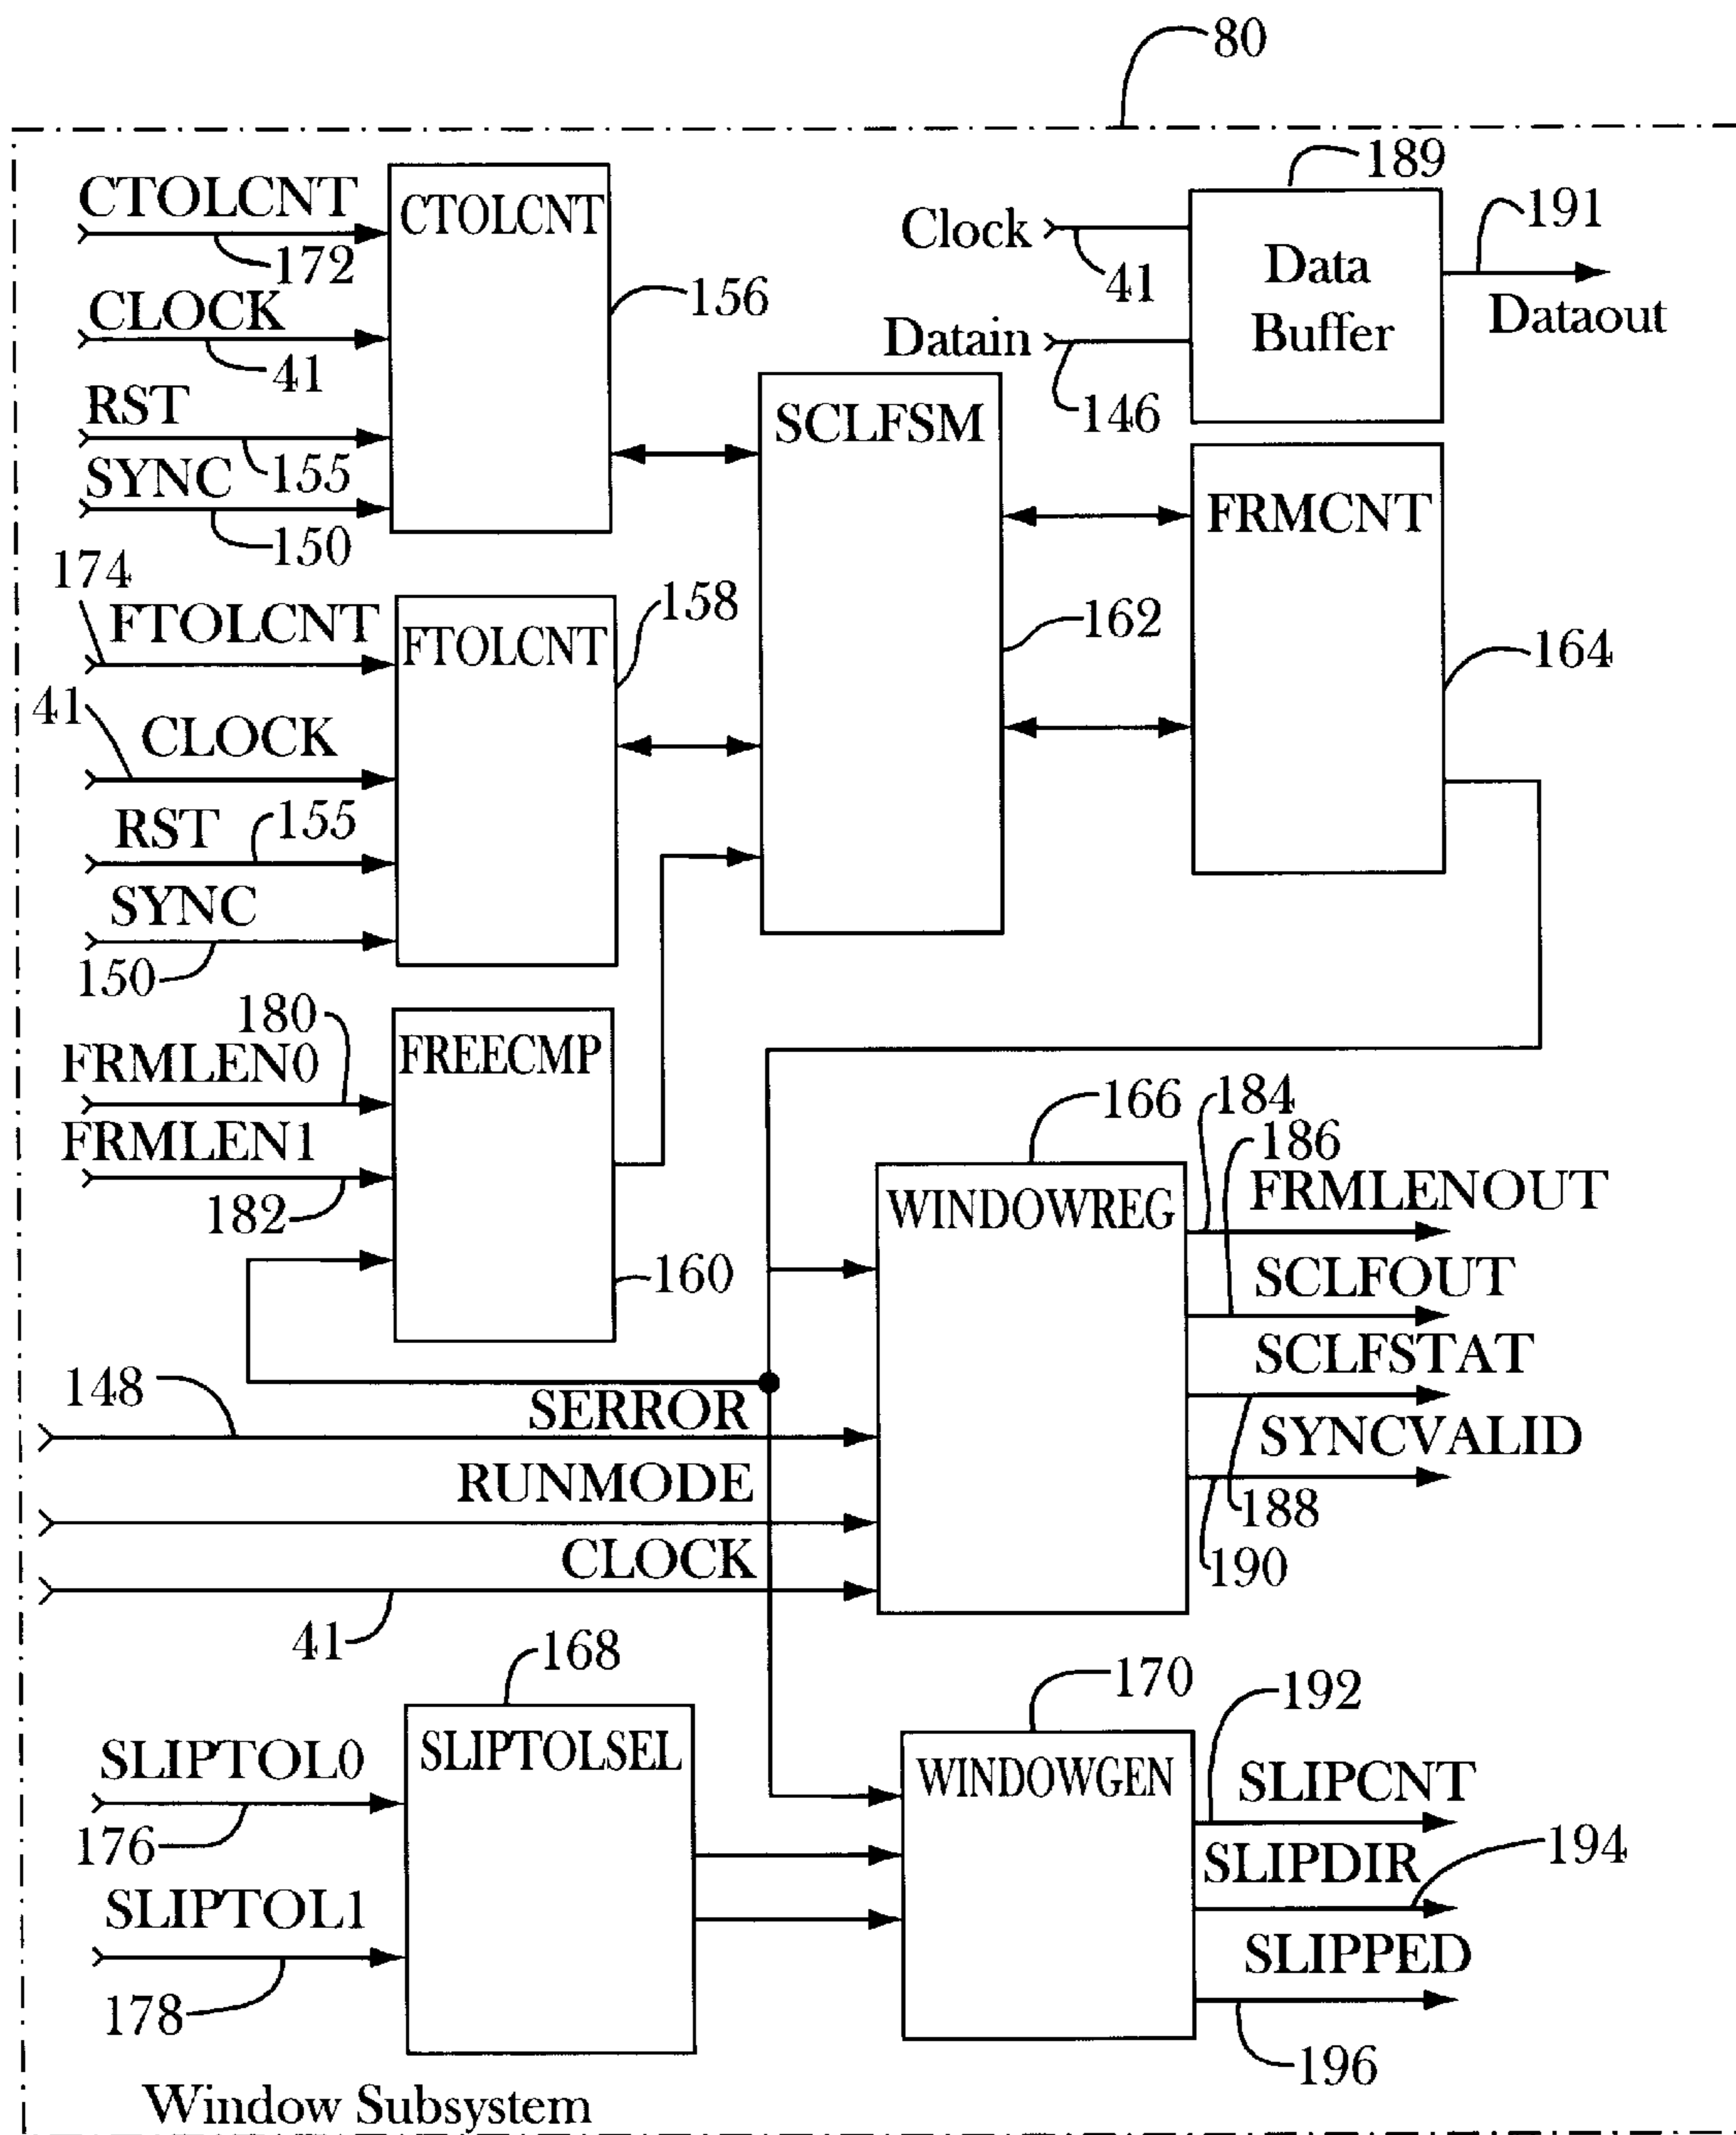 80
CTOLCNT
172
CLOCK
41
RST
155
SYNC
150
CTOLCNT
156
Clock
41
Datain
146
189
Data
Buffer
191
Dataout
SCLFSM
162
FRMCNT
164
174
FTOLCNT
41
CLOCK
RST
155
SYNC
150
FTOLCNT
158
180
FRMLEN0
FRMLEN1
182
FREECMP
160
148
SERROR
RUNMODE
CLOCK
41
166
WINDOWREG
184
186
FRMLENOUT
SCLFOUT
SCLFSTAT
188
SYNCVALID
190
168
SLIPTOL0
176
SLIPTOL1
178
SLIPTOLSEL
170
WINDOWGEN
192
SLIPCNT
SLIPDIR
194
SLIPPED
196
Window Subsystem